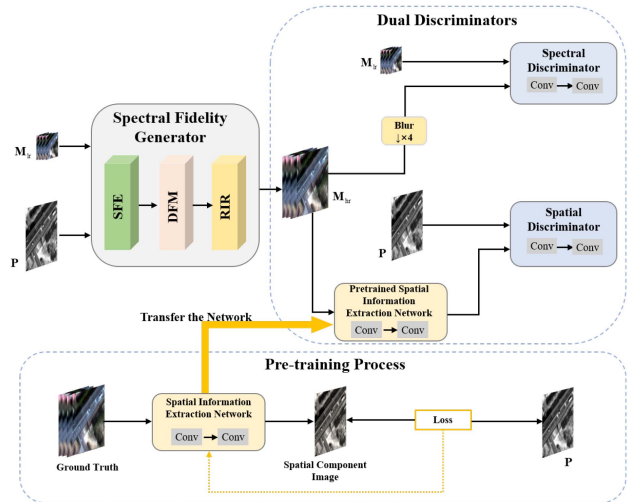 Dual Discriminators
M_lr
Spectral
Discriminator
Conv
Conv
Spectral Fidelity
Generator
M_lr
SFE
DFM
RIR
P
Blur
↓×4
M_hr
P
Spatial
Discriminator
Conv
Conv
Pretrained Spatial
Information
Extraction Network
Conv
Conv
Transfer the Network
Pre-training Process
Spatial Information
Extraction Network
Conv
Conv
Ground Truth
Spatial Component
Image
Loss
P